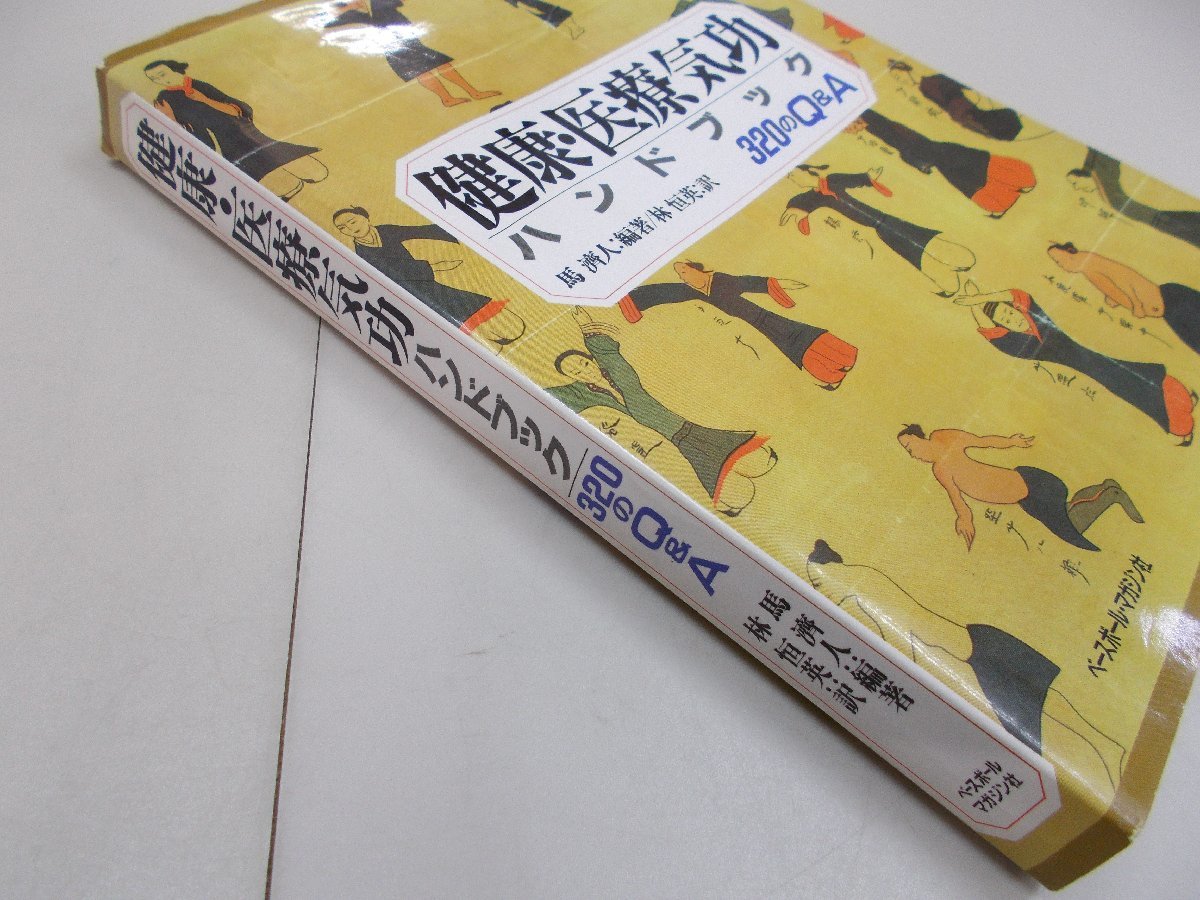 健康・医療気功
ハンドブック
320のQ&A
馬 濟人:編著/林 恒英:訳
ベースボール・マガジン社
健康・医療気功ハンドブック 320のQ&A
馬 濟人:編著
林 恒英:訳
ベースボール
マガジン社